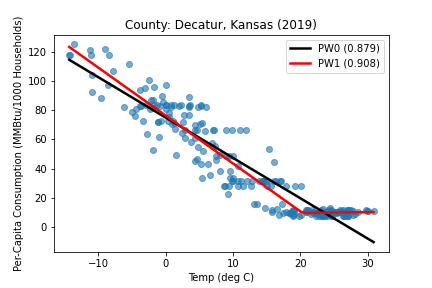 County: Decatur, Kansas (2019)
PW0 (0.879)
PW1 (0.908)
Per-Capita Consumption (MMBtu/1000 Households)
120
100
80
60
40
20
0
−10
0
10
20
30
Temp (deg C)